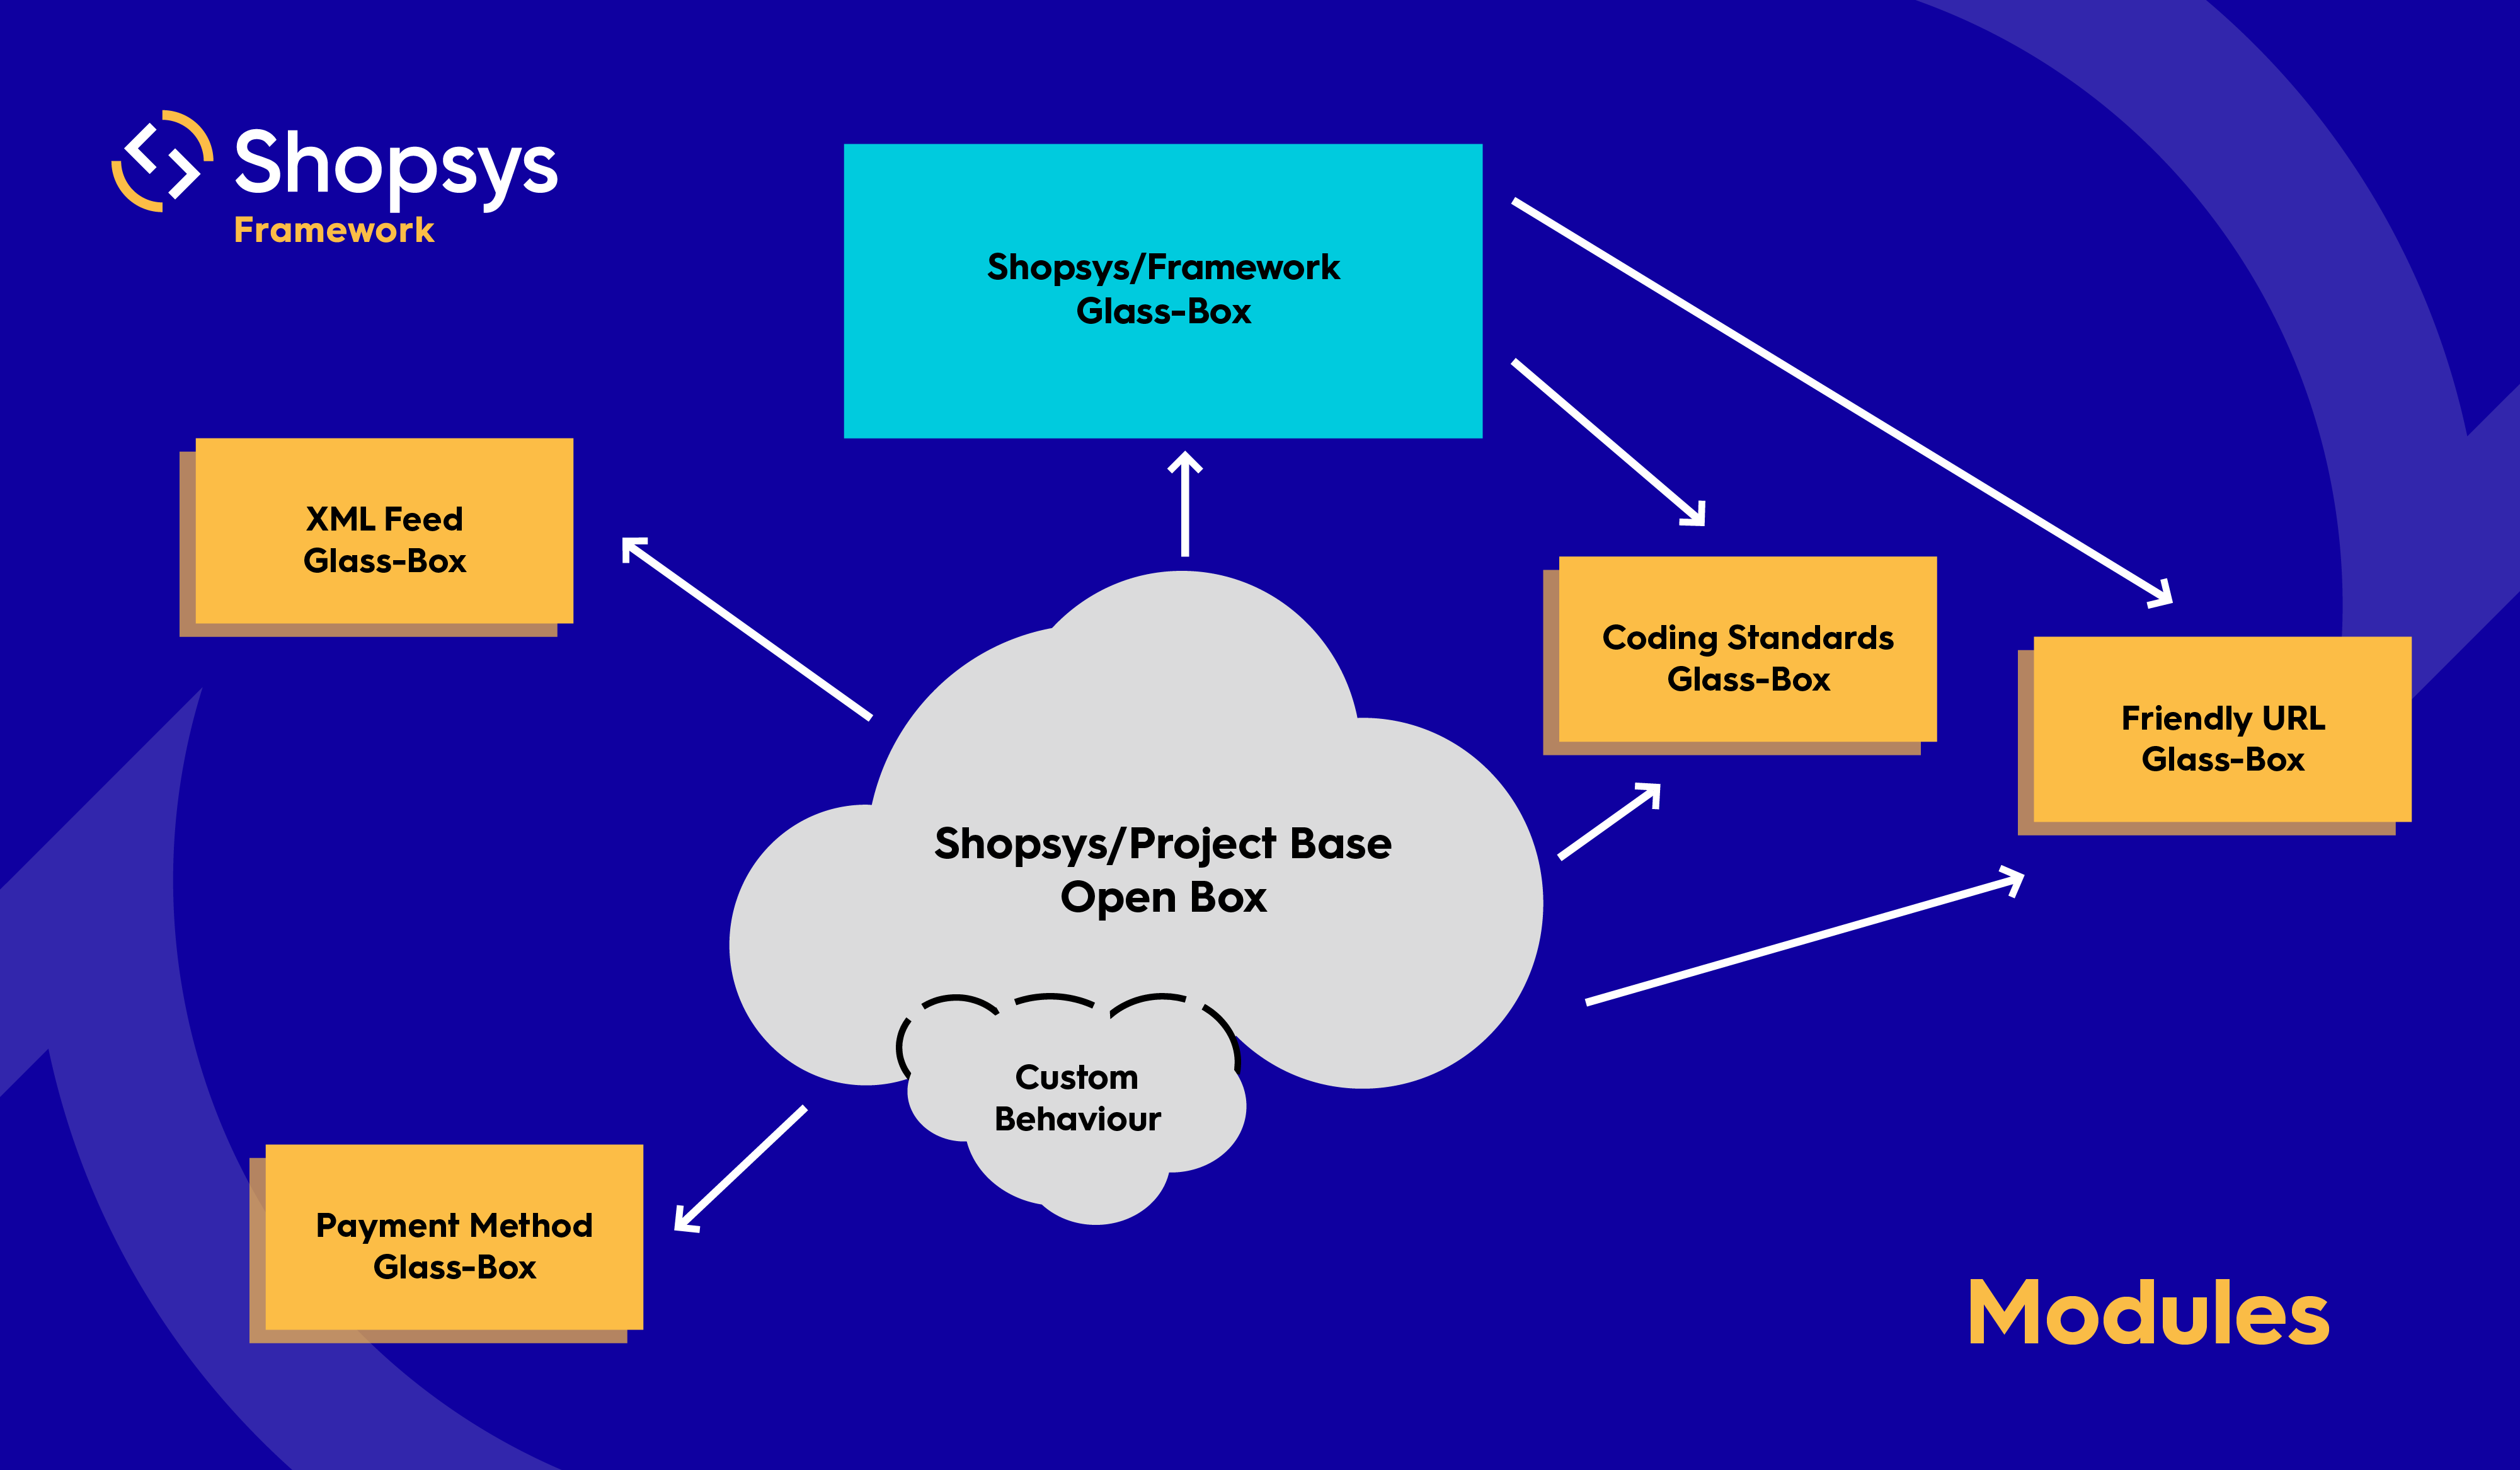 Shopsys
Framework
Shopsys/Framework
Glass-Box
XML Feed
Glass-Box
Coding Standards
Glass-Box
Friendly URL
Glass-Box
Shopsys/Project Base
Open Box
Custom
Behaviour
Payment Method
Glass-Box
Modules